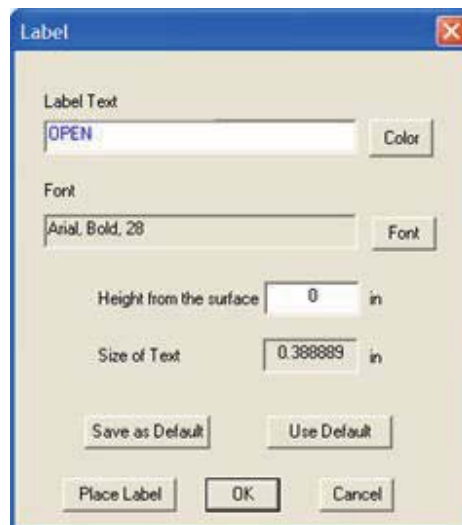 Label
Label Text
OPEN
Color
Font
Arial, Bold, 28
Font
Height from the surface 0 in
Size of Text 0.388889 in
Save as Default Use Default
Place Label OK Cancel